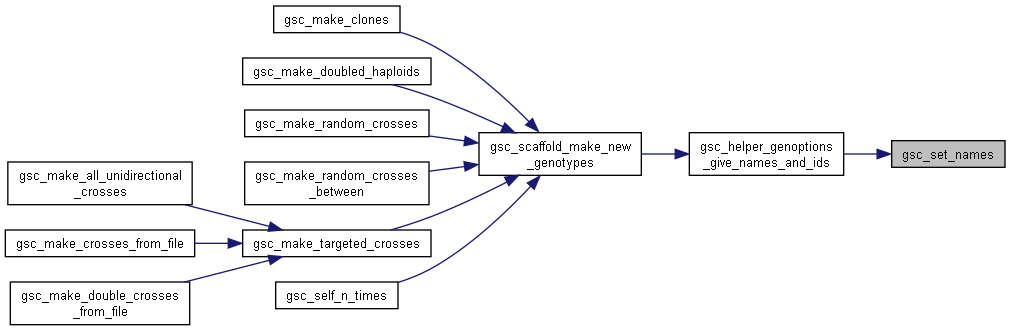 gsc_make_clones
gsc_make_doubled_haploids
gsc_make_random_crosses
gsc_make_random_crosses
_between
gsc_make_all_unidirectional
_crosses
gsc_make_crosses_from_file
gsc_make_double_crosses
_from_file
gsc_make_targeted_crosses
gsc_self_n_times
gsc_scaffold_make_new
_genotypes
gsc_helper_genoptions
_give_names_and_ids
gsc_set_names